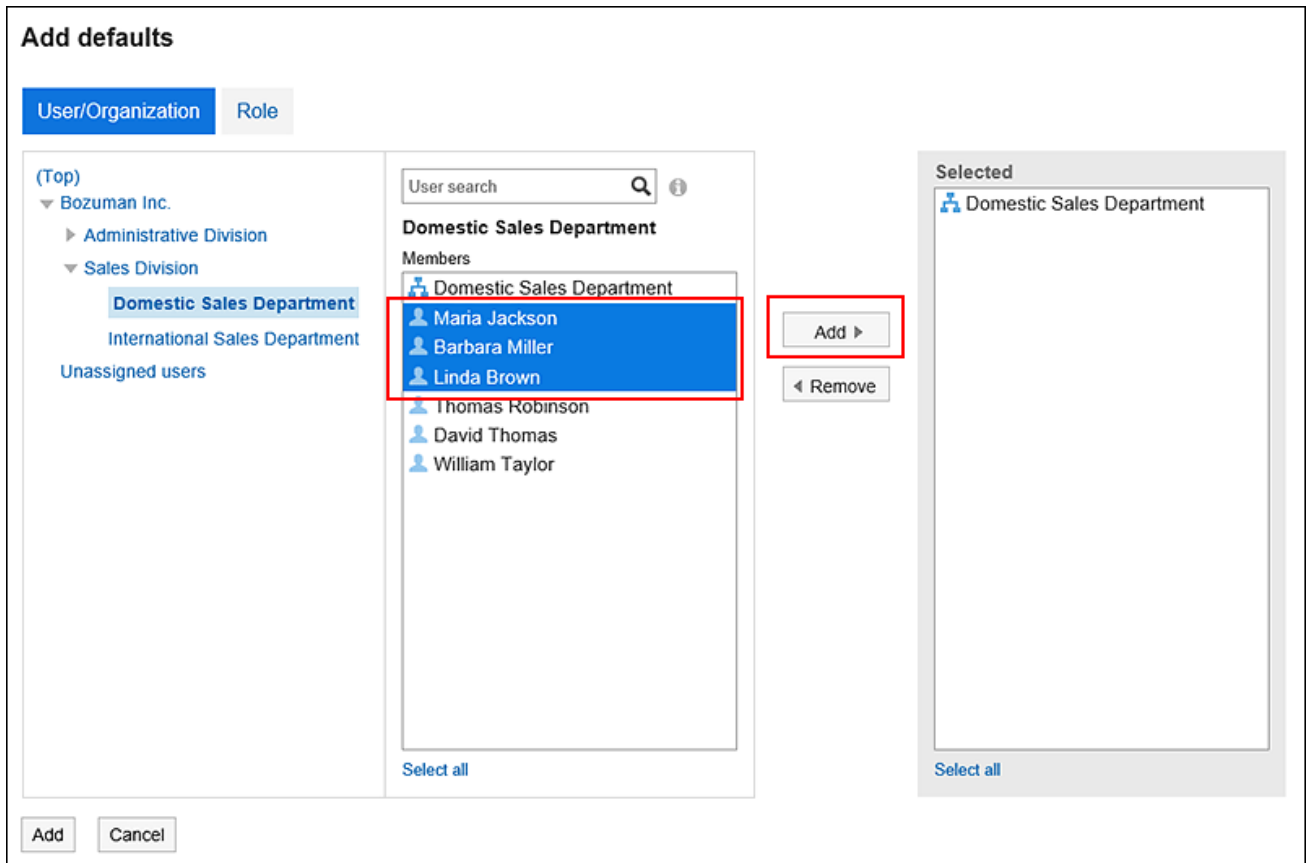 Add defaults
User/Organization
Role
(Top)
Bozuman Inc.
Administrative Division
Sales Division
Domestic Sales Department
International Sales Department
Unassigned users
User search
Domestic Sales Department
Members
Domestic Sales Department
Maria Jackson
Barbara Miller
Linda Brown
Thomas Robinson
David Thomas
William Taylor
Select all
Add
Remove
Selected
Domestic Sales Department
Select all
Add
Cancel